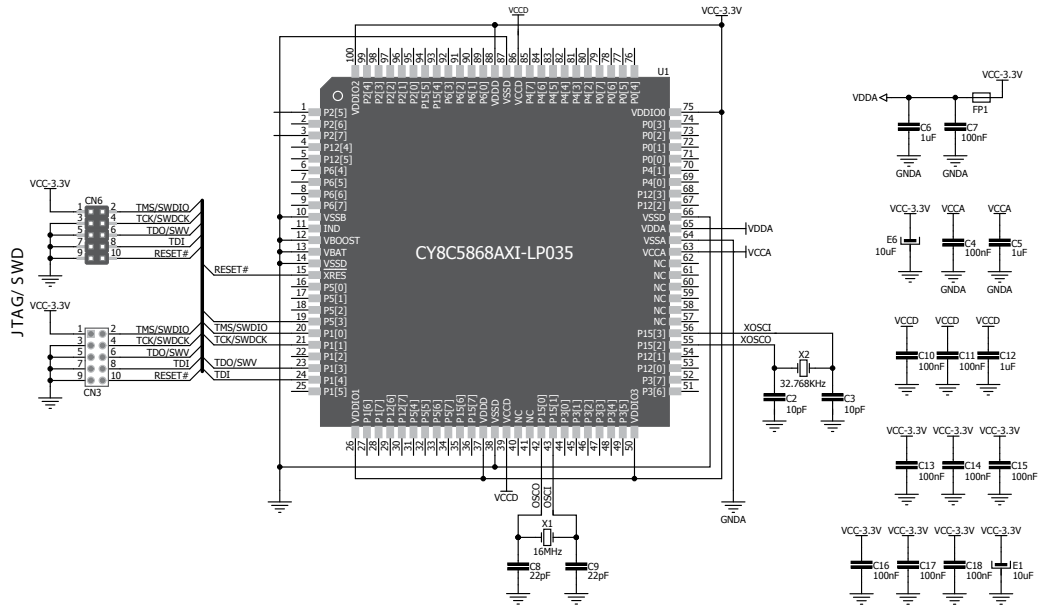 VCCD
VCC-3.3V
100
99
98
97
96
95
94
93
92
91
90
89
88
87
86
85
84
83
82
81
80
79
78
77
76
U1
VDDIO2
P2[4]
P2[3]
P2[2]
P2[1]
P2[0]
P15[5]
P15[4]
P6[3]
P6[2]
P6[1]
P6[0]
VDDD
VSSD
VCCD
P4[7]
P4[6]
P4[5]
P4[4]
P4[3]
P4[2]
P0[7]
P0[6]
P0[5]
P0[4]
1 P2[5]
2 P2[6]
3 P2[7]
4 P12[4]
5 P12[5]
6 P6[4]
7 P6[5]
8 P6[6]
9 P6[7]
10 VSSB
11 IND
12 VBOOST
13 VBAT
14 VSSD
15 XRES
16 P5[0]
17 P5[1]
18 P5[2]
19 P5[3]
20 P1[0]
21 P1[1]
22 P1[2]
23 P1[3]
24 P1[4]
25 P1[5]
CY8C5868AXI-LP035
VDDIO0 75
P0[3] 74
P0[2] 73
P0[1] 72
P0[0] 71
P4[1] 70
P4[0] 69
P12[3] 68
P12[2] 67
VSSD 66
VDDA 65
VSSA 64
VCCA 63
NC 62
NC 61
NC 60
NC 59
NC 58
NC 57
P15[3] 56
P15[2] 55
P12[1] 54
P12[0] 53
P3[7] 52
P3[6] 51
VDDIO1
P1[6]
P1[7]
P12[6]
P12[7]
P5[4]
P5[5]
P5[6]
P5[7]
P15[6]
P15[7]
VDDD
VSSD
VCCD
NC
NC
P15[0]
P15[1]
P3[0]
P3[1]
P3[2]
P3[3]
P3[4]
P3[5]
VDDIO3
26
27
28
29
30
31
32
33
34
35
36
37
38
39
40
41
42
43
44
45
46
47
48
49
50
JTAG/ SWD
VCC-3.3V
CN6
1 2 TMS/SWDIO
3 4 TCK/SWDCK
5 6 TDO/SWV
7 8 TDI
9 10 RESET#
VCC-3.3V
1 2 TMS/SWDIO
3 4 TCK/SWDCK
5 6 TDO/SWV
7 8 TDI
9 10 RESET#
CN3
RESET#
TMS/SWDIO
TCK/SWDCK
TDO/SWV
TDI
VCCD
OSCO
OSCI
X1
16MHz
C8
22pF
C9
22pF
VDDA
VCCA
GNDA
XOSCI
XOSCO
X2
32.768KHz
C2
10pF
C3
10pF
VCC-3.3V
VDDA
FP1
C6
1uF
C7
100nF
GNDA
GNDA
VCC-3.3V
VCCA
VCCA
E6
10uF
C4
100nF
C5
1uF
GNDA
GNDA
VCCD
VCCD
VCCD
C10
100nF
C11
100nF
C12
1uF
VCC-3.3V
VCC-3.3V
VCC-3.3V
C13
100nF
C14
100nF
C15
100nF
VCC-3.3V
VCC-3.3V
VCC-3.3V
VCC-3.3V
C16
100nF
C17
100nF
C18
100nF
E1
10uF